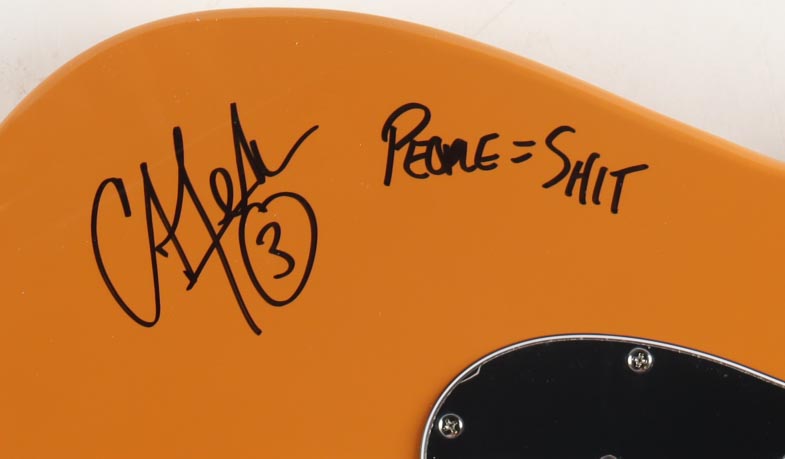 3
PEOPLE = SHIT